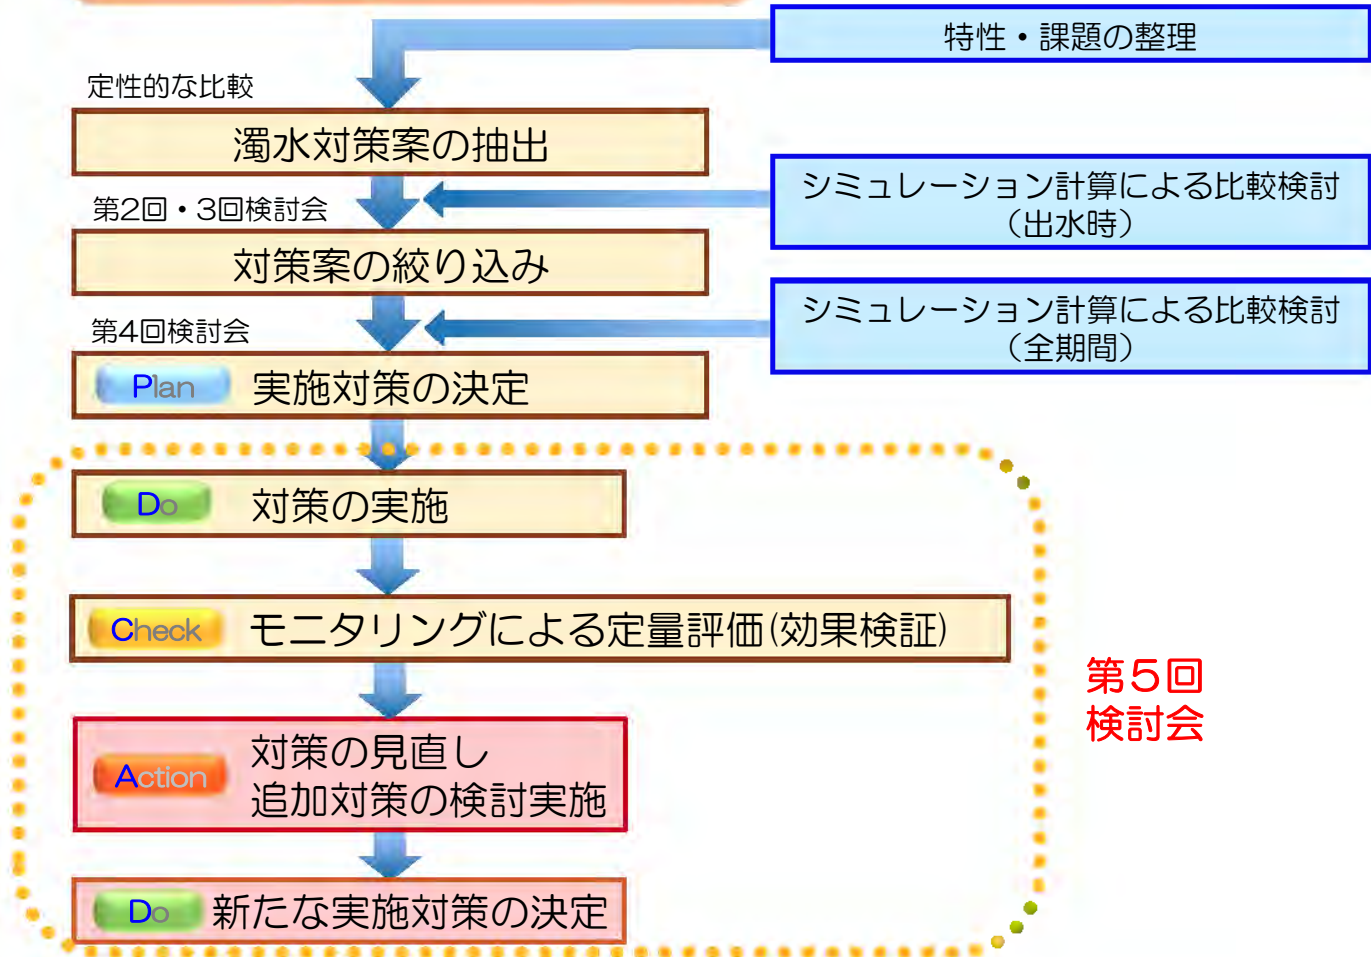 特性・課題の整理
定性的な比較
濁水対策案の抽出
シミュレーション計算による比較検討
（出水時）
第2回・3回検討会
対策案の絞り込み
シミュレーション計算による比較検討
（全期間）
第4回検討会
Plan 実施対策の決定
Do 対策の実施
Check モニタリングによる定量評価(効果検証)
第５回
検討会
Action 対策の見直し
追加対策の検討実施
Do 新たな実施対策の決定